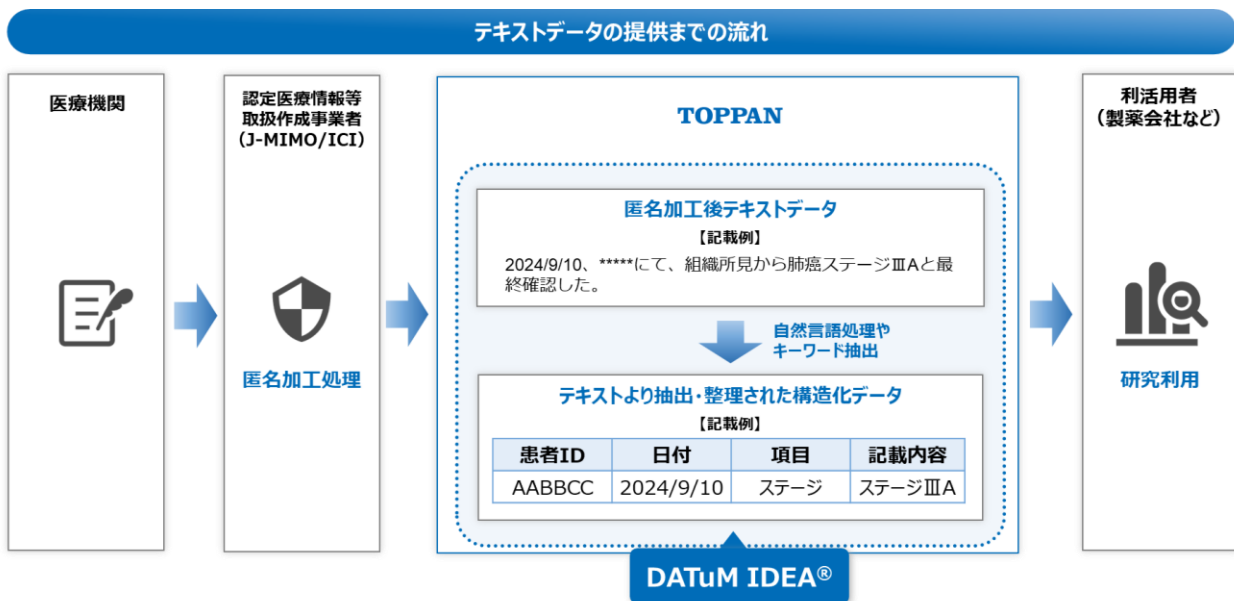 テキストデータの提供までの流れ
医療機関
認定医療情報等
取扱作成事業者
（J-MIMO/ICI）
匿名加工処理
TOPPAN
匿名加工後テキストデータ
【記載例】
2024/9/10、*****にて、組織所見から肺癌ステージⅢAと最
終確認した。
自然言語処理や
キーワード抽出
テキストより抽出・整理された構造化データ
【記載例】
患者ID 日付 項目 記載内容
AABBCC 2024/9/10 ステージ ステージⅢA
DATuM IDEA®
利活用者
（製薬会社など）
研究利用